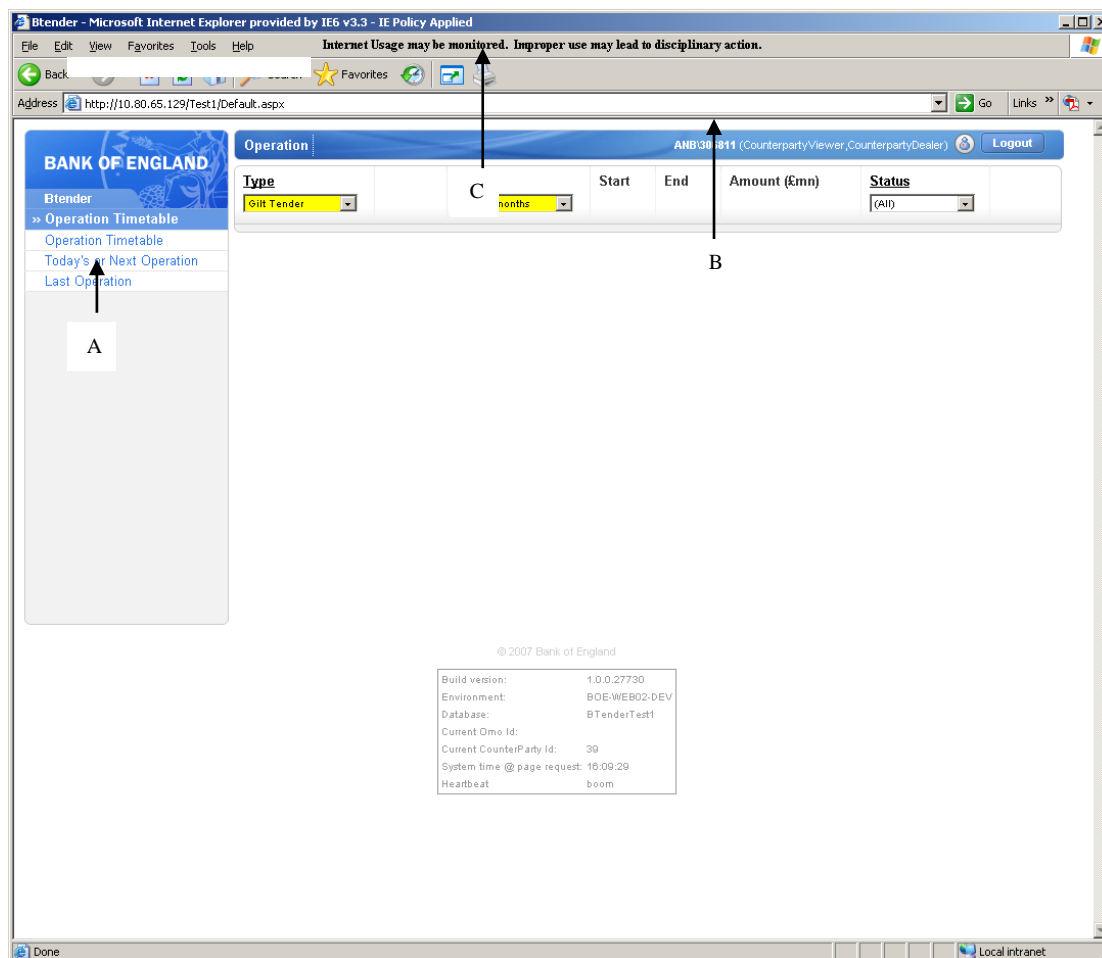 Btender - Microsoft Internet Explorer provided by IE6 v3.3 - IE Policy Applied
File Edit View Favorites Tools Help Internet Usage may be monitored. Improper use may lead to disciplinary action.
Back Favorites
Address http://10.80.65.129/Test1/Default.aspx Go Links »
BANK OF ENGLAND
Btender
» Operation Timetable
Operation Timetable
Today's or Next Operation
Last Operation
A
Operation (CounterpartyViewer,CounterpartyDealer) Logout
Type Start End Amount (£mn) Status
Gilt Tender (All)
C
B
© 2007 Bank of England
Build version: 1.0.0.27730
Environment: BOE-WEB02-DEV
Database: BTenderTest1
Current Omo Id:
Current CounterParty Id: 39
System time @ page request: 16:09:29
Heartbeat boom
Done Local intranet